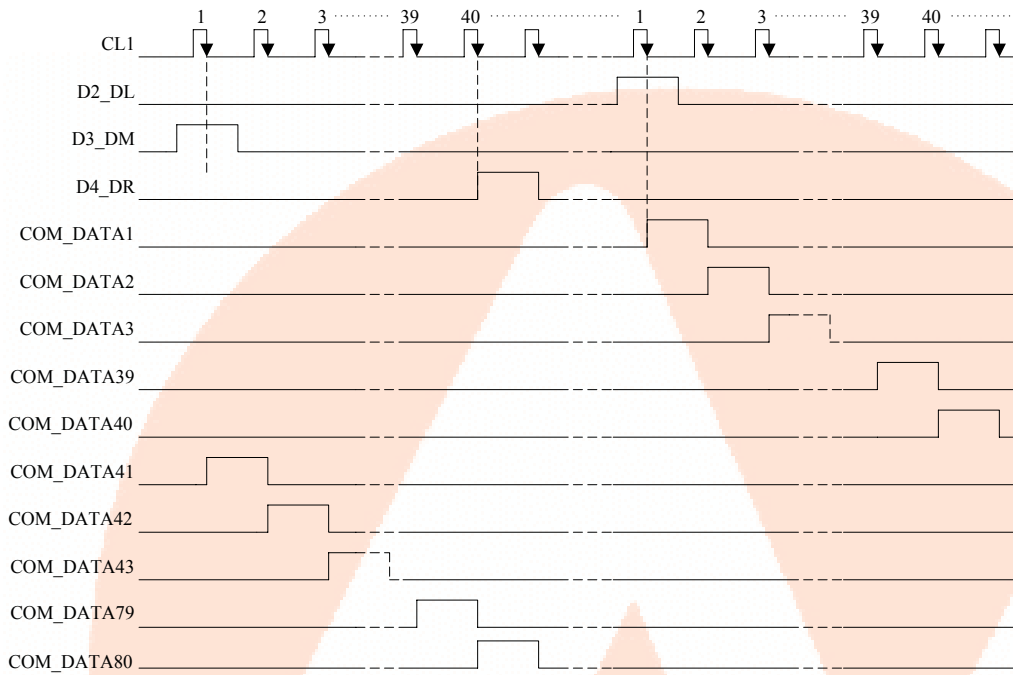 1 2 3 39 40 1 2 3 39 40
CL1
D2_DL
D3_DM
D4_DR
COM_DATA1
COM_DATA2
COM_DATA3
COM_DATA39
COM_DATA40
COM_DATA41
COM_DATA42
COM_DATA43
COM_DATA79
COM_DATA80